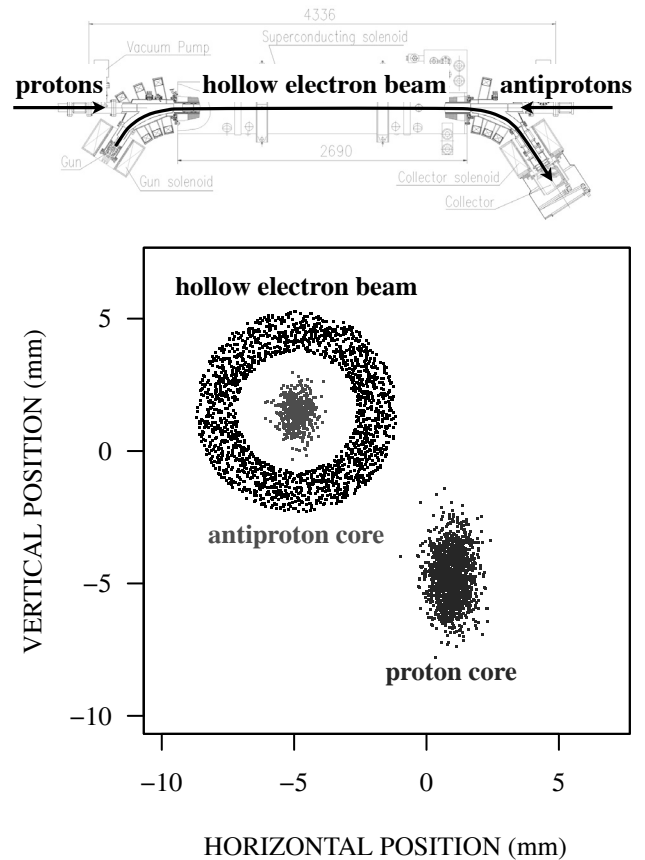 4336
Vacuum Pump
Superconducting solenoid
protons hollow electron beam antiprotons
2690
Gun
Gun solenoid
Collector solenoid
Collector
hollow electron beam
antiproton core
proton core
5
0
−5
−10
VERTICAL POSITION (mm)
−10 −5 0 5
HORIZONTAL POSITION (mm)